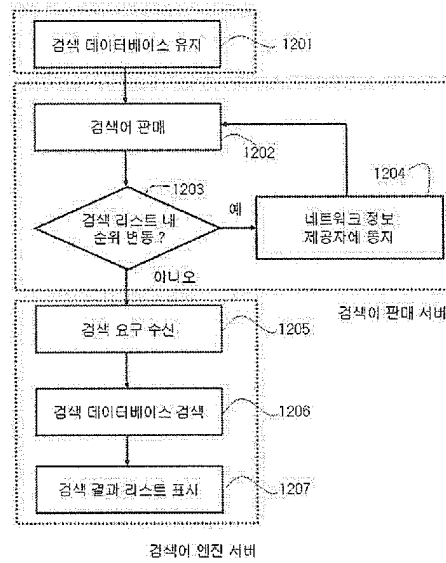 검색 데이터베이스 유지
1201
검색어 판매
1202
1203
검색 리스트 내
순위 변동 ?
예
1204
네트워크 정보
제공자에 통지
아니오
검색어 판매 서버
검색 요구 수신
1205
검색 데이터베이스 검색
1206
검색 결과 리스트 표시
1207
검색어 엔진 서버